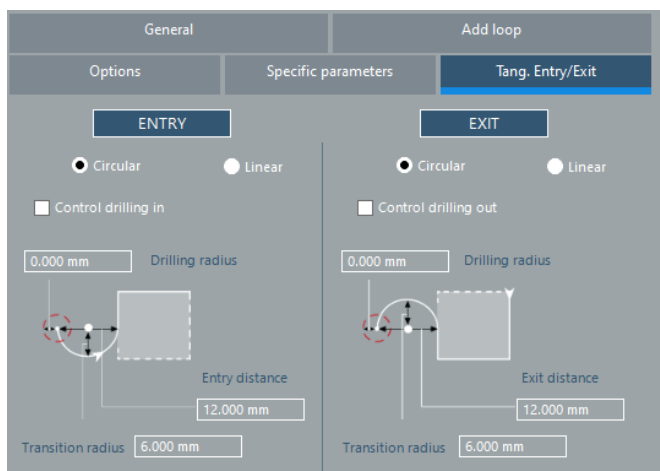 General Add loop
Options Specific parameters Tang. Entry/Exit
ENTRY EXIT
Circular Linear Circular Linear
Control drilling in Control drilling out
0.000 mm Drilling radius 0.000 mm Drilling radius
Entry distance Exit distance
12.000 mm 12.000 mm
Transition radius 6.000 mm Transition radius 6.000 mm